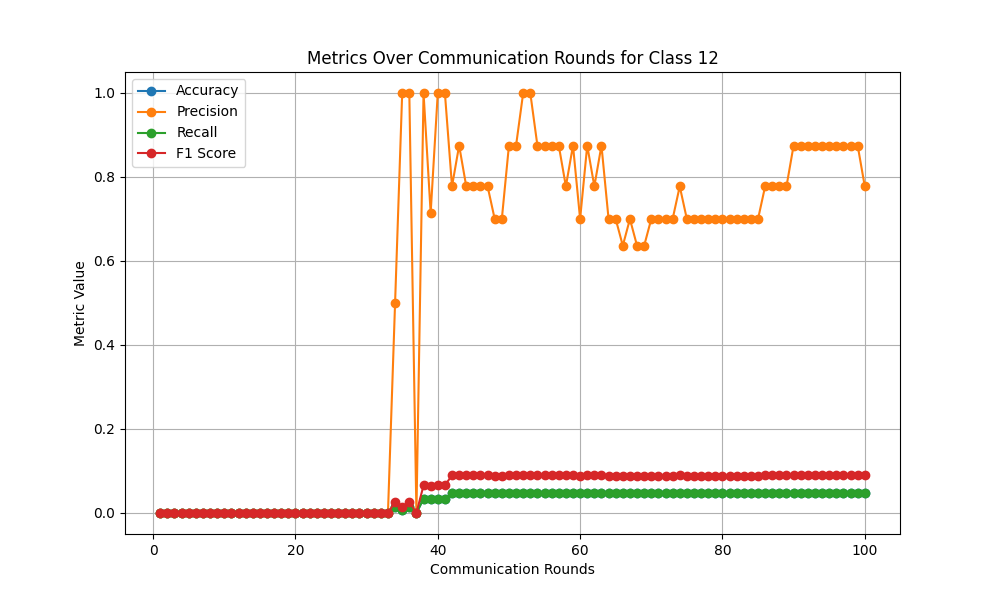 Metrics Over Communication Rounds for Class 12
Accuracy
Precision
Recall
F1 Score
Metric Value
1.0
0.8
0.6
0.4
0.2
0.0
0 20 40 60 80 100
Communication Rounds